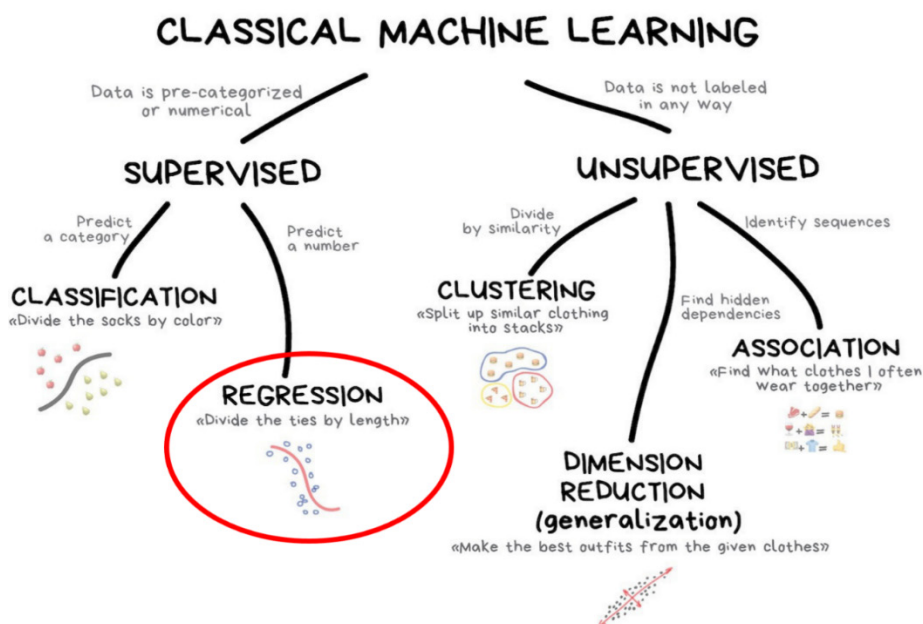 CLASSICAL MACHINE LEARNING
Data is pre-categorized
or numerical
Data is not labeled
in any way
SUPERVISED
UNSUPERVISED
Predict
a category
Predict
a number
Divide
by similarity
Identify sequences
Find hidden
dependencies
CLASSIFICATION
«Divide the socks by color»
REGRESSION
«Divide the ties by length»
CLUSTERING
«Split up similar clothing
into stacks»
ASSOCIATION
«Find what clothes I often
wear together»
+ =
+ =
+ =
DIMENSION
REDUCTION
(generalization)
«Make the best outfits from the given clothes»